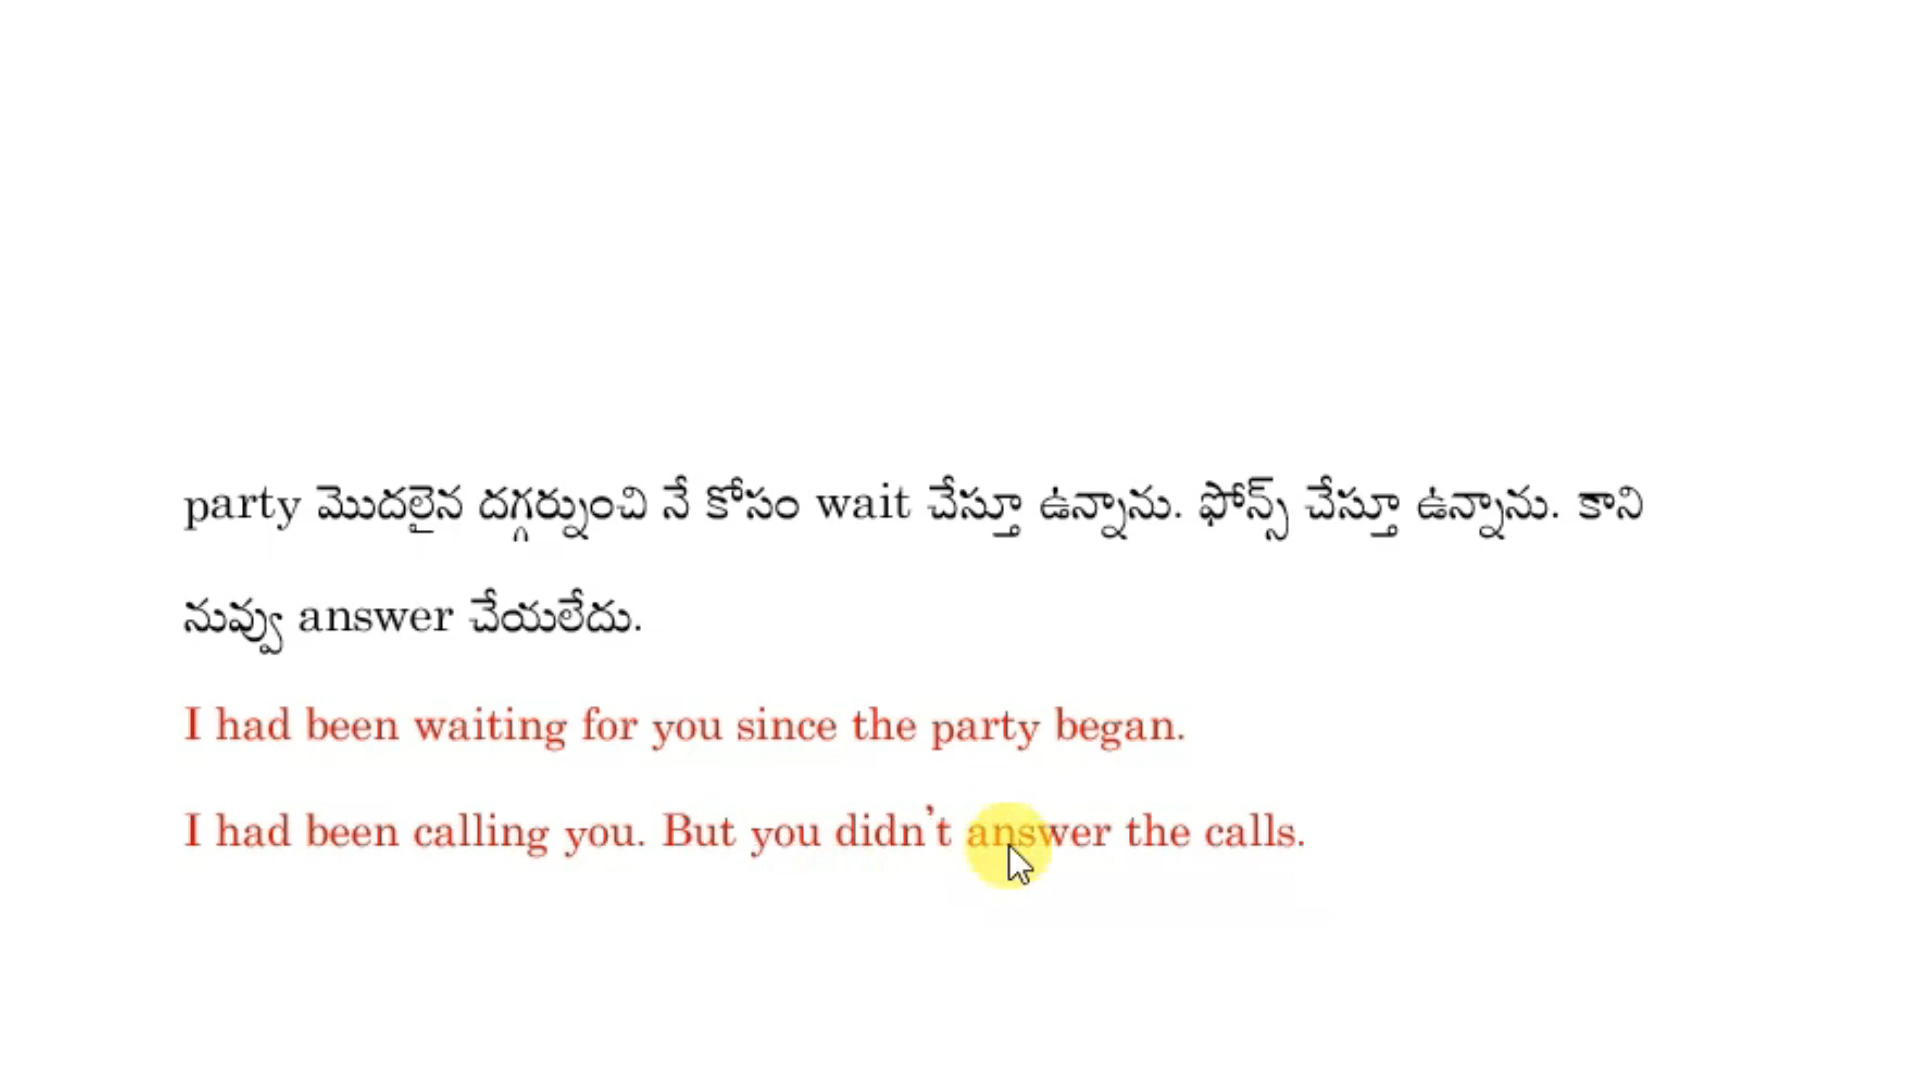 party మొదలైన దగ్గర్నుంచి నే కోసం wait చేస్తూ ఉన్నాను. ఫోన్స్ చేస్తూ ఉన్నాను. కాని
నువ్వు answer చేయలేదు.
I had been waiting for you since the party began.
I had been calling you. But you didn't answer the calls.